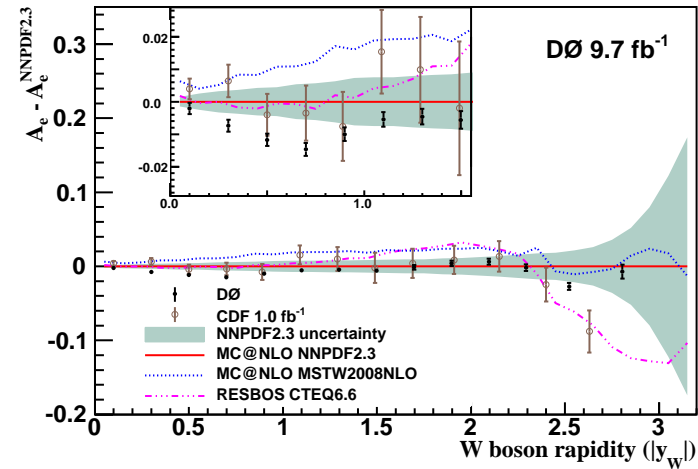 A_e - A_e^NNPDF2.3
0.3
0.2
0.1
0
-0.1
-0.2
0.02
0.0
-0.02
0.0
1.0
DØ 9.7 fb⁻¹
DØ
CDF 1.0 fb⁻¹
NNPDF2.3 uncertainty
MC@NLO NNPDF2.3
MC@NLO MSTW2008NLO
RESBOS CTEQ6.6
0 0.5 1 1.5 2 2.5 3
W boson rapidity (|y_W|)